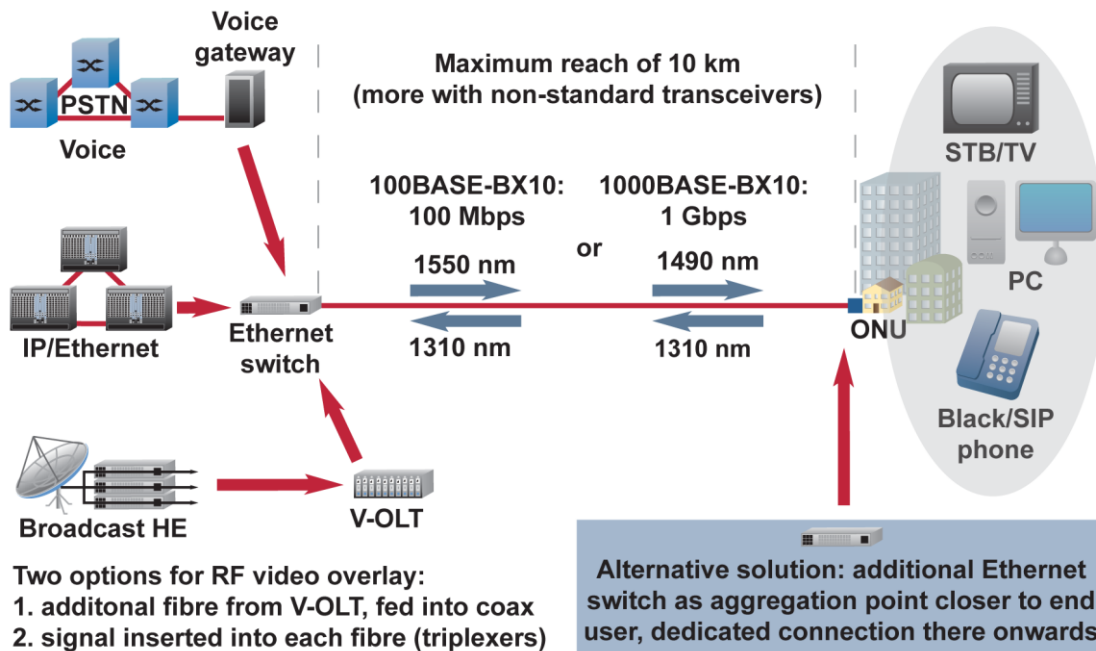 Voice
gateway
PSTN
Voice
Maximum reach of 10 km
(more with non-standard transceivers)
STB/TV
100BASE-BX10:
100 Mbps
or
1000BASE-BX10:
1 Gbps
1550 nm
1490 nm
PC
IP/Ethernet
Ethernet
switch
1310 nm
1310 nm
ONU
Black/SIP
phone
Broadcast HE
V-OLT
Two options for RF video overlay:
1. additonal fibre from V-OLT, fed into coax
2. signal inserted into each fibre (triplexers)
Alternative solution: additional Ethernet
switch as aggregation point closer to end
user, dedicated connection there onwards